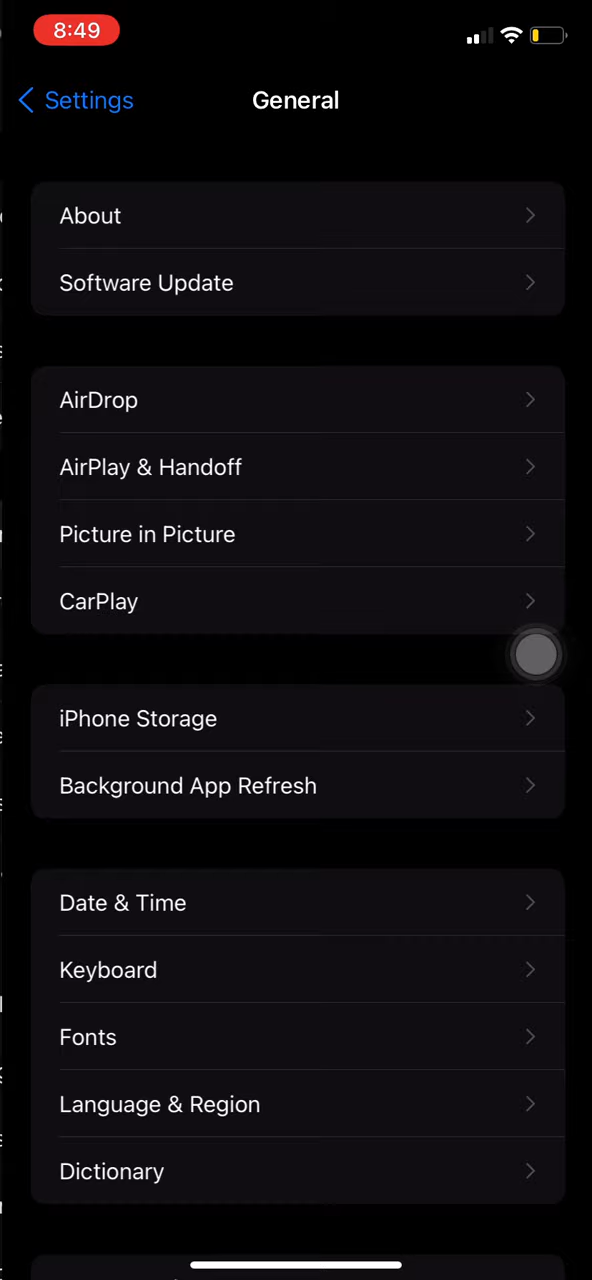 8:49
Settings
General
About
Software Update
AirDrop
AirPlay & Handoff
Picture in Picture
CarPlay
iPhone Storage
Background App Refresh
Date & Time
Keyboard
Fonts
Language & Region
Dictionary